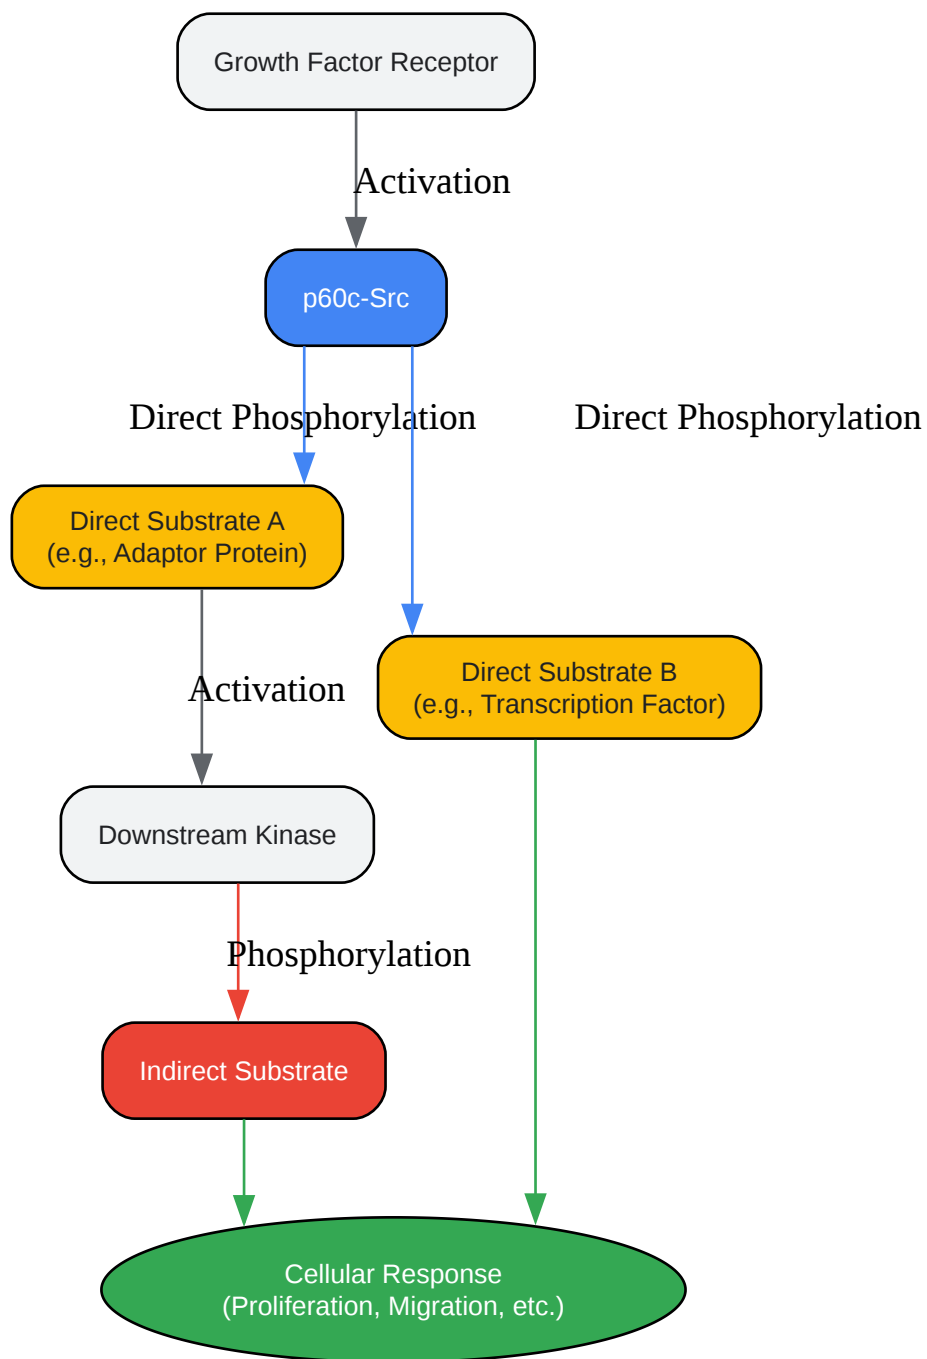 Growth Factor Receptor
Activation
p60c-Src
Direct Phosphorylation
Direct Phosphorylation
Direct Substrate A
(e.g., Adaptor Protein)
Direct Substrate B
(e.g., Transcription Factor)
Activation
Downstream Kinase
Phosphorylation
Indirect Substrate
Cellular Response
(Proliferation, Migration, etc.)